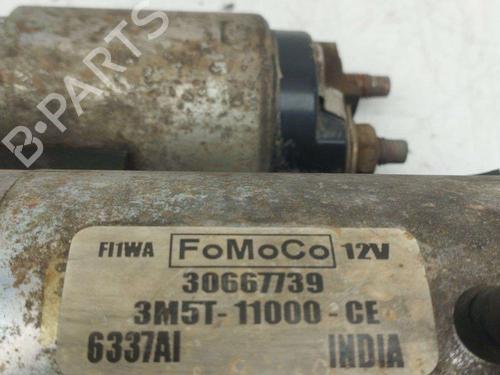 B-PARTS
FI1WA FoMoCo 12V
30667739
3M5T-11000-CE
6337AI INDIA